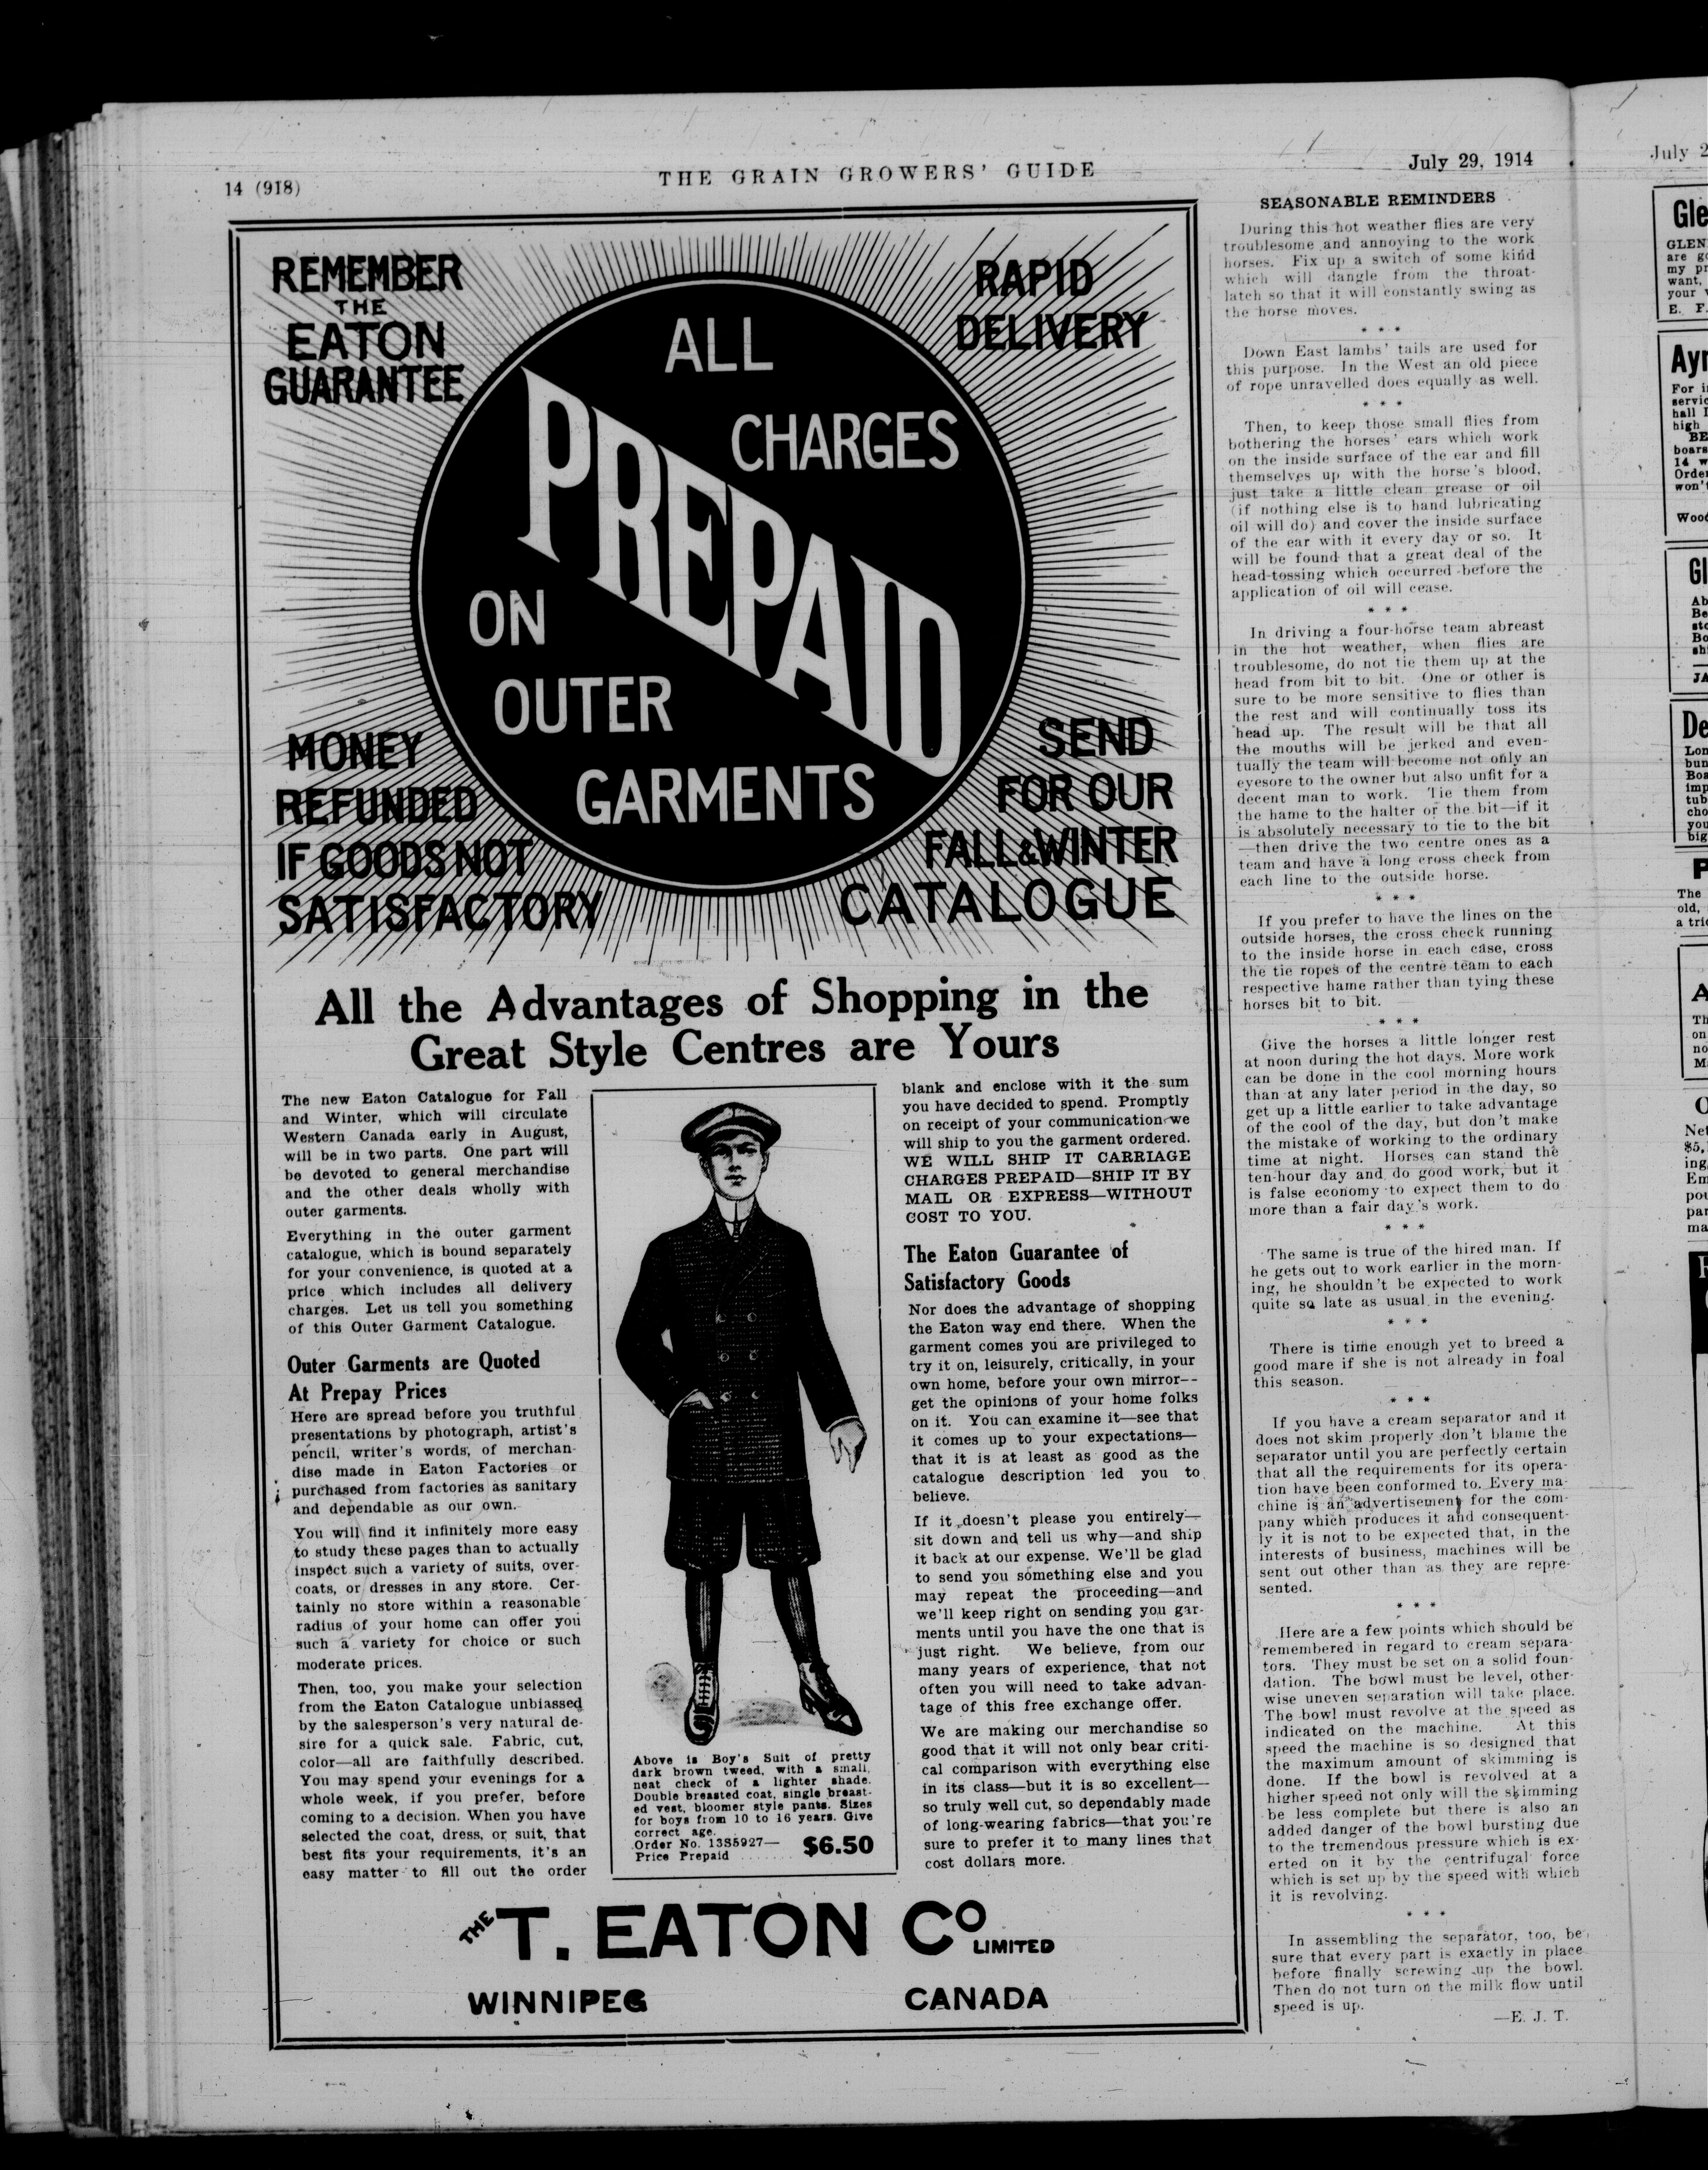 14 (918)
THE GRAIN GROWERS' GUIDE
July 29, 1914
REMEMBER
THE
EATON
GUARANTEE
RAPID
DELIVERY
ALL
CHARGES
PREPAID
ON
OUTER
GARMENTS
MONEY
REFUNDED
IF GOODS NOT
SATISFACTORY
SEND
FOR OUR
FALL & WINTER
CATALOGUE
All the Advantages of Shopping in the
Great Style Centres are Yours
The new Eaton Catalogue for Fall
and Winter, which will circulate
Western Canada early in August,
will be in two parts. One part will
be devoted to general merchandise
and the other deals wholly with
outer garments.
Everything in the outer garment
catalogue, which is bound separately
for your convenience, is quoted at a
price which includes all delivery
charges. Let us tell you something
of this Outer Garment Catalogue.
Outer Garments are Quoted
At Prepay Prices
Here are spread before you truthful
presentations by photograph, artist's
pencil, writer's words, of merchan-
dise made in Eaton Factories or
purchased from factories as sanitary
and dependable as our own.
You will find it infinitely more easy
to study these pages than to actually
inspect such a variety of suits, over-
coats, or dresses in any store. Cer-
tainly no store within a reasonable
radius of your home can offer you
such a variety for choice or such
moderate prices.
Then, too, you make your selection
from the Eaton Catalogue unbiassed
by the salesperson's very natural de-
sire for a quick sale. Fabric, cut,
color—all are faithfully described.
You may spend your evenings for a
whole week, if you prefer, before
coming to a decision. When you have
selected the coat, dress, or suit, that
best fits your requirements, it's an
easy matter to fill out the order
Above is Boy's Suit of pretty
dark brown tweed, with a small,
neat check of a lighter shade.
Double breasted coat, single breast-
ed vest, bloomer style pants. Sizes
for boys from 10 to 16 years. Give
correct age.
Order No. 13S5927—
Price Prepaid ........ $6.50
blank and enclose with it the sum
you have decided to spend. Promptly
on receipt of your communication we
will ship to you the garment ordered.
WE WILL SHIP IT CARRIAGE
CHARGES PREPAID—SHIP IT BY
MAIL OR EXPRESS—WITHOUT
COST TO YOU.
The Eaton Guarantee of
Satisfactory Goods
Nor does the advantage of shopping
the Eaton way end there. When the
garment comes you are privileged to
try it on, leisurely, critically, in your
own home, before your own mirror--
get the opinions of your home folks
on it. You can examine it—see that
it comes up to your expectations—
that it is at least as good as the
catalogue description led you to
believe.
If it doesn't please you entirely—
sit down and tell us why—and ship
it back at our expense. We'll be glad
to send you something else and you
may repeat the proceeding—and
we'll keep right on sending you gar-
ments until you have the one that is
just right. We believe, from our
many years of experience, that not
often you will need to take advan-
tage of this free exchange offer.
We are making our merchandise so
good that it will not only bear criti-
cal comparison with everything else
in its class—but it is so excellent—
so truly well cut, so dependably made
of long-wearing fabrics—that you're
sure to prefer it to many lines that
cost dollars more.
THE T. EATON CO LIMITED
WINNIPEG CANADA
SEASONABLE REMINDERS
During this hot weather flies are very
troublesome and annoying to the work
horses. Fix up a switch of some kind
which will dangle from the throat-
latch so that it will constantly swing as
the horse moves.
* * *
Down East lambs' tails are used for
this purpose. In the West an old piece
of rope unravelled does equally as well.
* * *
Then, to keep those small flies from
bothering the horses' ears which work
on the inside surface of the ear and fill
themselves up with the horse's blood,
just take a little clean grease or oil
(if nothing else is to hand lubricating
oil will do) and cover the inside surface
of the ear with it every day or so. It
will be found that a great deal of the
head-tossing which occurred before the
application of oil will cease.
* * *
In driving a four-horse team abreast
in the hot weather, when flies are
troublesome, do not tie them up at the
head from bit to bit. One or other is
sure to be more sensitive to flies than
the rest and will continually toss its
head up. The result will be that all
the mouths will be jerked and even-
tually the team will become not only an
eyesore to the owner but also unfit for a
decent man to work. Tie them from
the hame to the halter or the bit—if it
is absolutely necessary to tie to the bit
—then drive the two centre ones as a
team and have a long cross check from
each line to the outside horse.
* * *
If you prefer to have the lines on the
outside horses, the cross check running
to the inside horse in each case, cross
the tie ropes of the centre team to each
respective hame rather than tying these
horses bit to bit.
* * *
Give the horses a little longer rest
at noon during the hot days. More work
can be done in the cool morning hours
than at any later period in the day, so
get up a little earlier to take advantage
of the cool of the day, but don't make
the mistake of working to the ordinary
time at night. Horses can stand the
ten-hour day and do good work, but it
is false economy to expect them to do
more than a fair day's work.
* * *
The same is true of the hired man. If
he gets out to work earlier in the morn-
ing, he shouldn't be expected to work
quite so late as usual in the evening.
* * *
There is time enough yet to breed a
good mare if she is not already in foal
this season.
* * *
If you have a cream separator and it
does not skim properly don't blame the
separator until you are perfectly certain
that all the requirements for its opera-
tion have been conformed to. Every ma-
chine is an advertisement for the com-
pany which produces it and consequent-
ly it is not to be expected that, in the
interests of business, machines will be
sent out other than as they are repre-
sented.
* * *
Here are a few points which should be
remembered in regard to cream separa-
tors. They must be set on a solid foun-
dation. The bowl must be level, other-
wise uneven separation will take place.
The bowl must revolve at the speed as
indicated on the machine. At this
speed the machine is so designed that
the maximum amount of skimming is
done. If the bowl is revolved at a
higher speed not only will the skimming
be less complete but there is also an
added danger of the bowl bursting due
to the tremendous pressure which is ex-
erted on it by the centrifugal force
which is set up by the speed with which
it is revolving.
* * *
In assembling the separator, too, be
sure that every part is exactly in place
before finally screwing up the bowl.
Then do not turn on the milk flow until
speed is up.
—E. J. T.